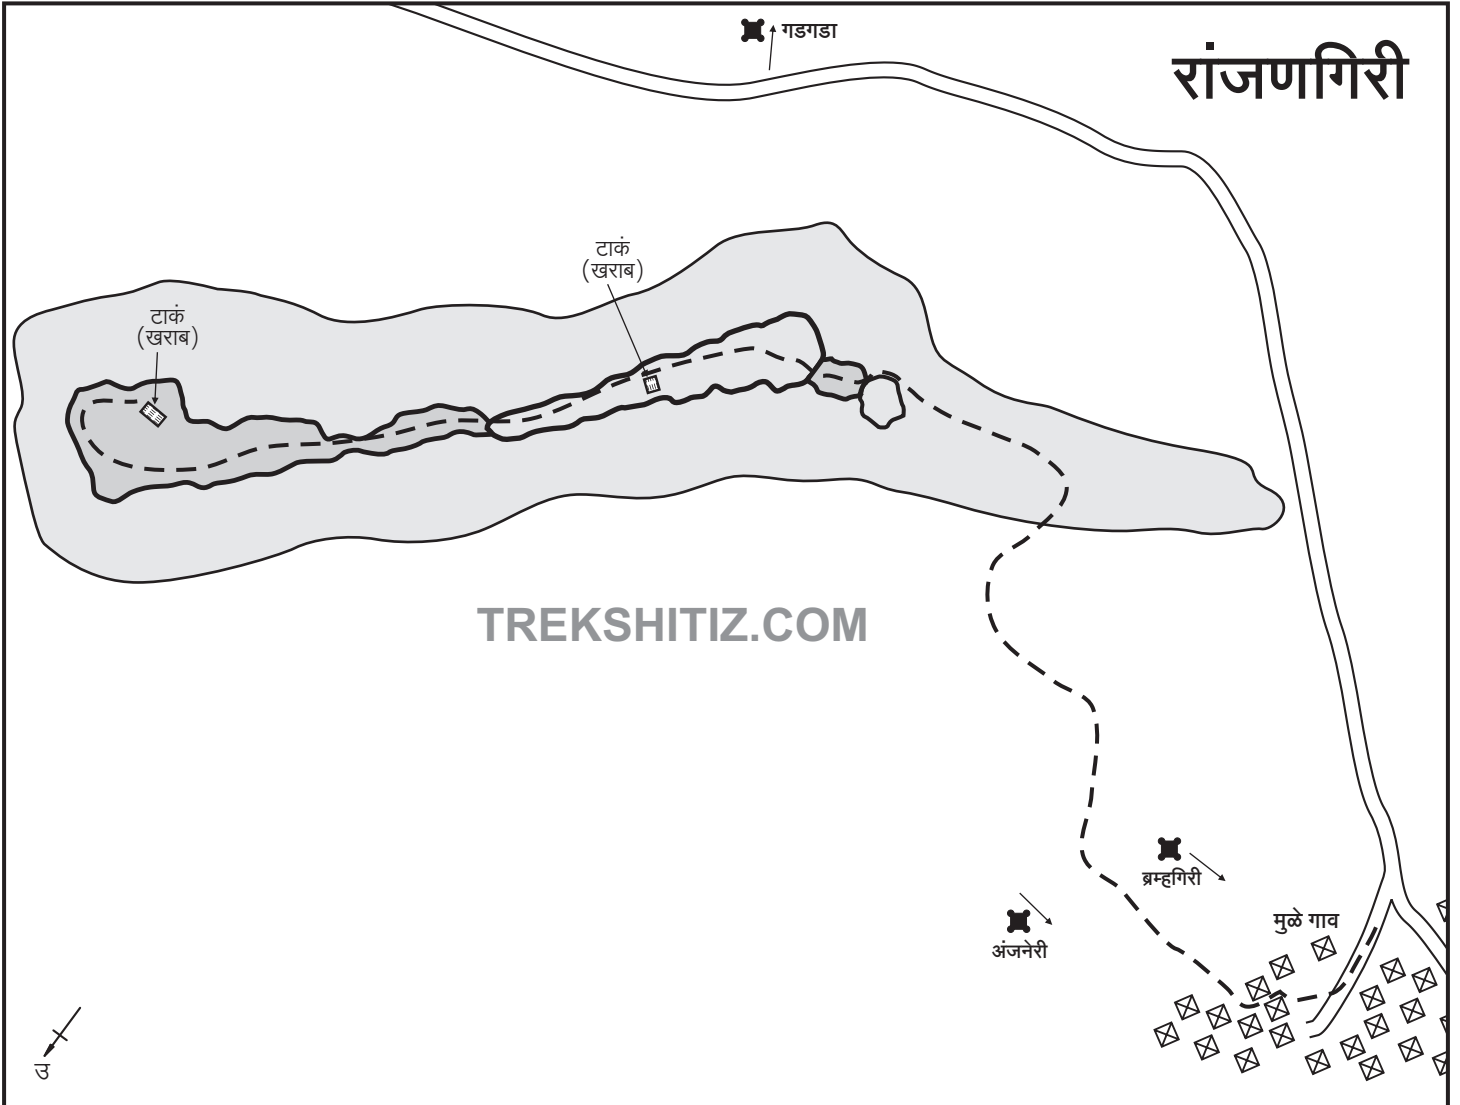 गडगडा
रांजणगिरी
टाकं
(खराब)
टाकं
(खराब)
TREKSHITIZ.COM
ब्रम्हगिरी
मुळे गाव
अंजनेरी
उ